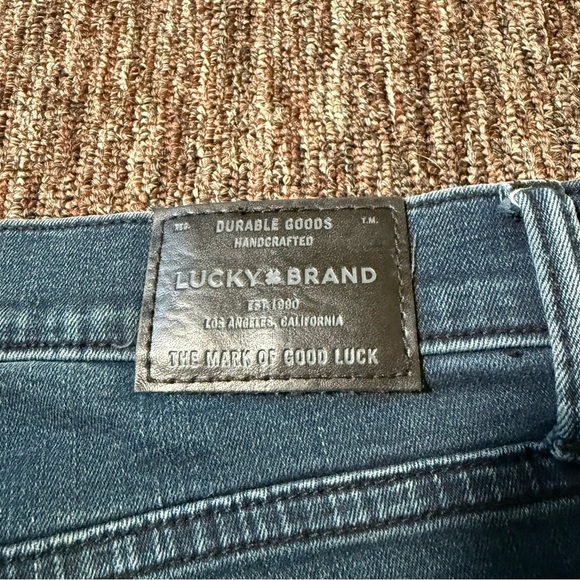 REG. DURABLE GOODS T.M.
HANDCRAFTED
LUCKY BRAND
EST. 1990
LOS ANGELES, CALIFORNIA
THE MARK OF GOOD LUCK